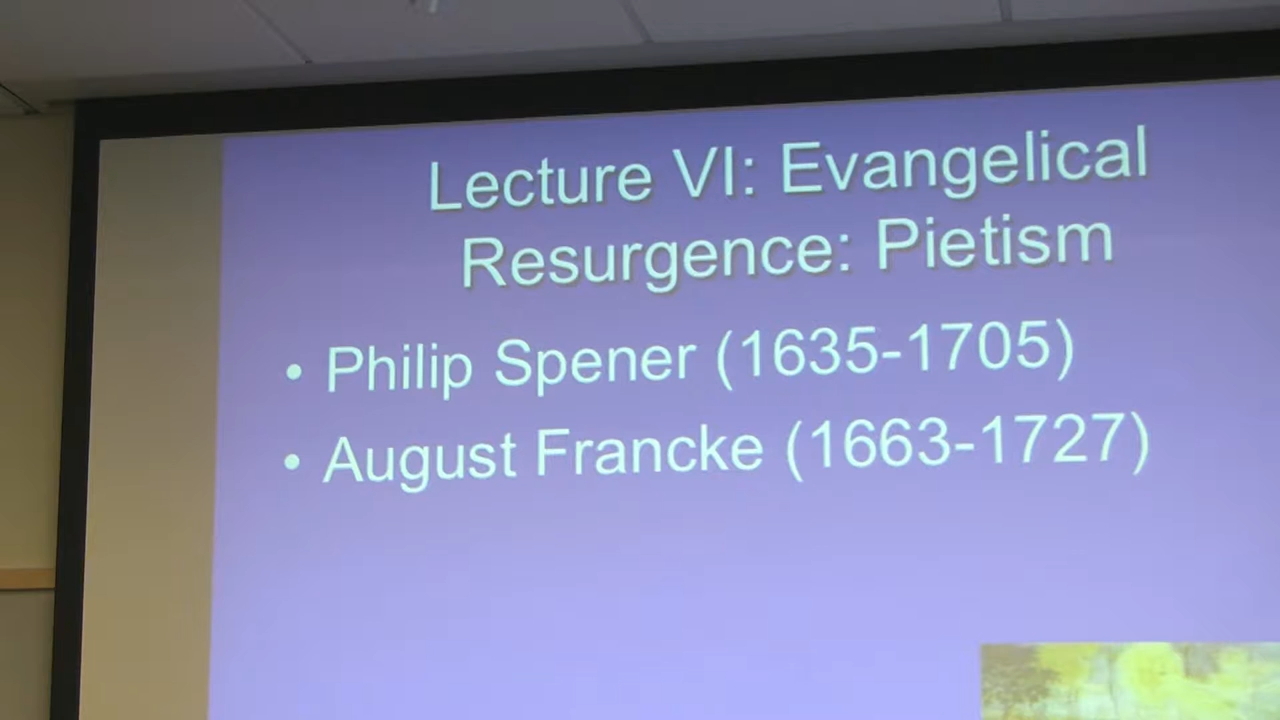 Lecture VI: Evangelical
Resurgence: Pietism
• Philip Spener (1635-1705)
• August Francke (1663-1727)